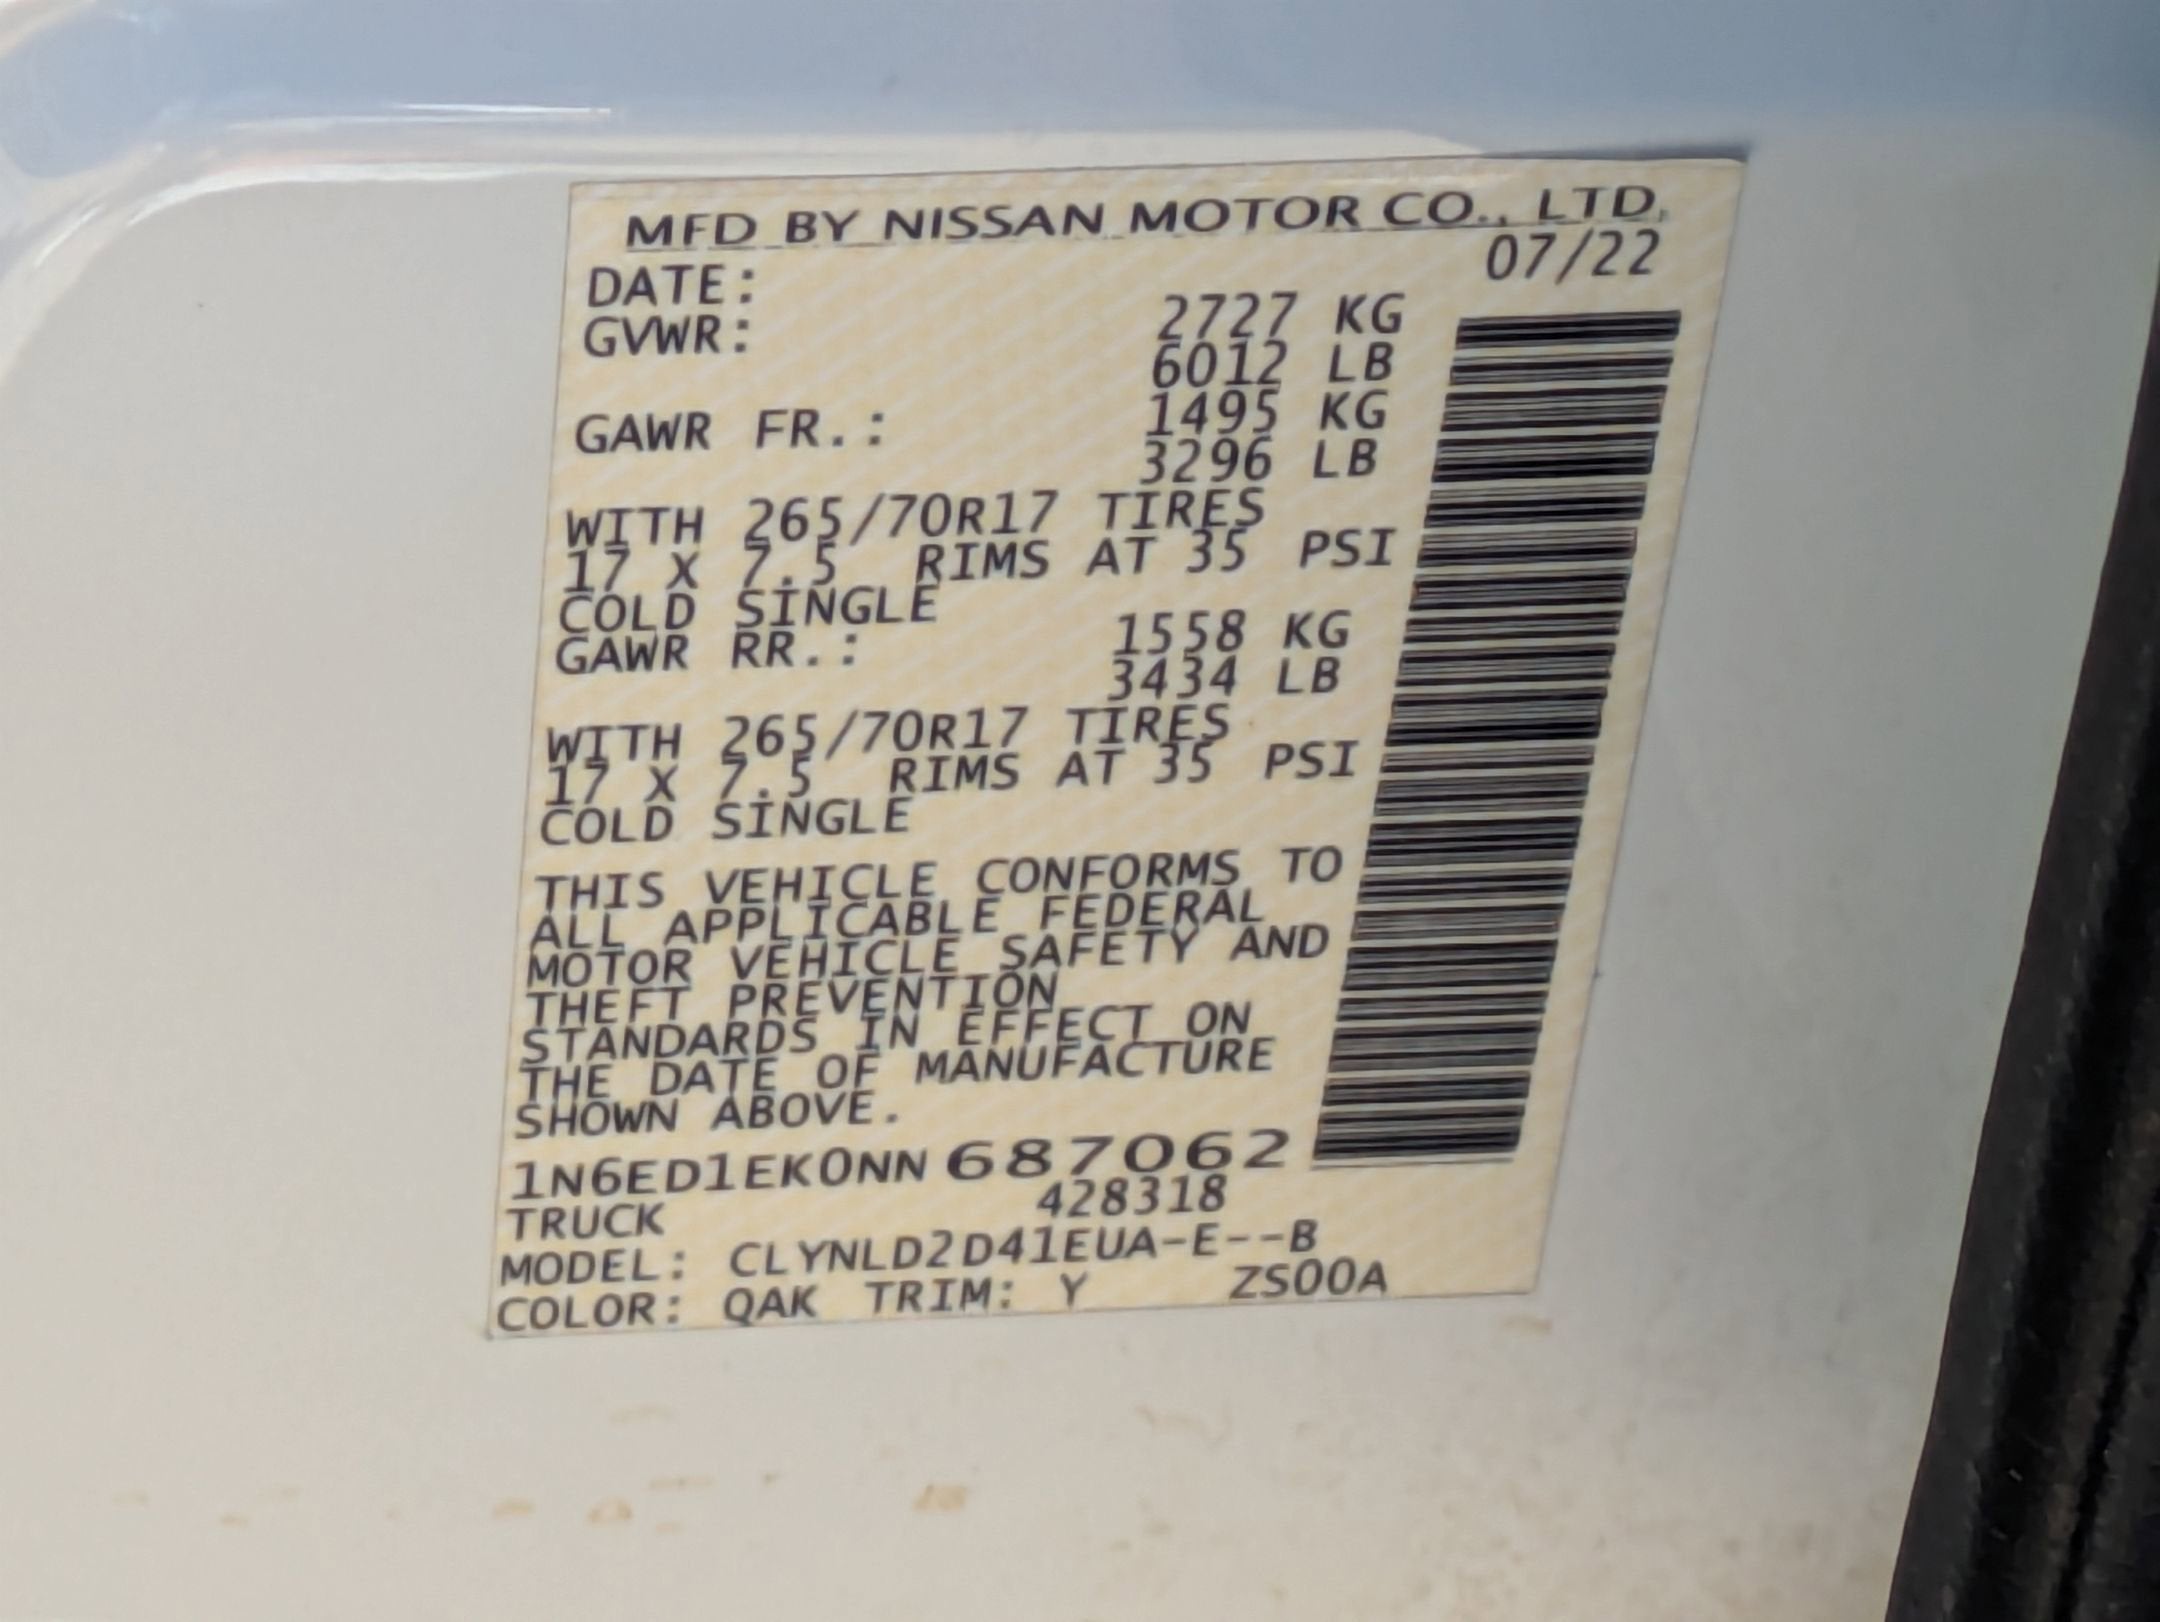 MFD BY NISSAN MOTOR CO., LTD.
DATE: 07/22
GVWR: 2727 KG
6012 LB
GAWR FR.: 1495 KG
3296 LB
WITH 265/70R17 TIRES
17 X 7.5 RIMS AT 35 PSI
COLD SINGLE
GAWR RR.: 1558 KG
3434 LB
WITH 265/70R17 TIRES
17 X 7.5 RIMS AT 35 PSI
COLD SINGLE
THIS VEHICLE CONFORMS TO
ALL APPLICABLE FEDERAL
MOTOR VEHICLE SAFETY AND
THEFT PREVENTION
STANDARDS IN EFFECT ON
THE DATE OF MANUFACTURE
SHOWN ABOVE.
1N6ED1EK0NN 687062
TRUCK 428318
MODEL: CLYNLD2D41EUA-E--B
COLOR: QAK TRIM: Y ZS00A